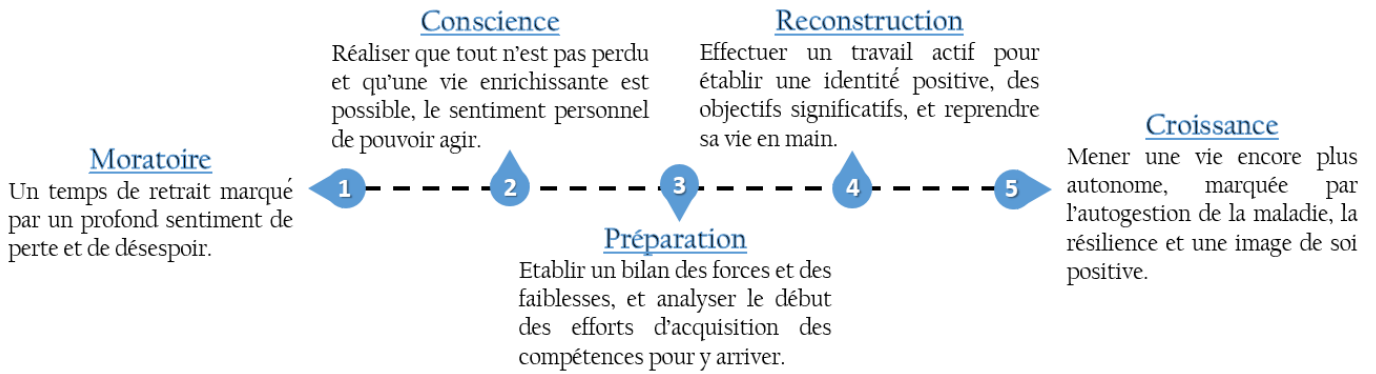 Moratoire
Un temps de retrait marqué
par un profond sentiment de
perte et de désespoir.
1
Conscience
Réaliser que tout n'est pas perdu
et qu'une vie enrichissante est
possible, le sentiment personnel
de pouvoir agir.
2
3
Préparation
Etablir un bilan des forces et des
faiblesses, et analyser le début
des efforts d'acquisition des
compétences pour y arriver.
Reconstruction
Effectuer un travail actif pour
établir une identité positive, des
objectifs significatifs, et reprendre
sa vie en main.
4
5
Croissance
Mener une vie encore plus
autonome, marquée par
l'autogestion de la maladie, la
résilience et une image de soi
positive.